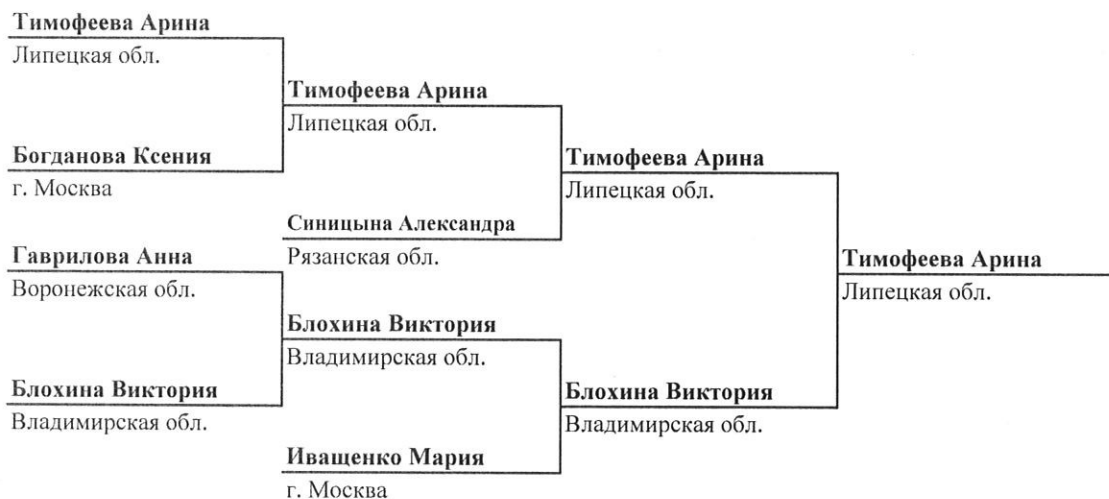 Тимофеева Арина
Липецкая обл.
Тимофеева Арина
Липецкая обл.
Богданова Ксения
г. Москва
Тимофеева Арина
Липецкая обл.
Синицына Александра
Рязанская обл.
Гаврилова Анна
Воронежская обл.
Тимофеева Арина
Липецкая обл.
Блохина Виктория
Владимирская обл.
Блохина Виктория
Владимирская обл.
Блохина Виктория
Владимирская обл.
Иващенко Мария
г. Москва